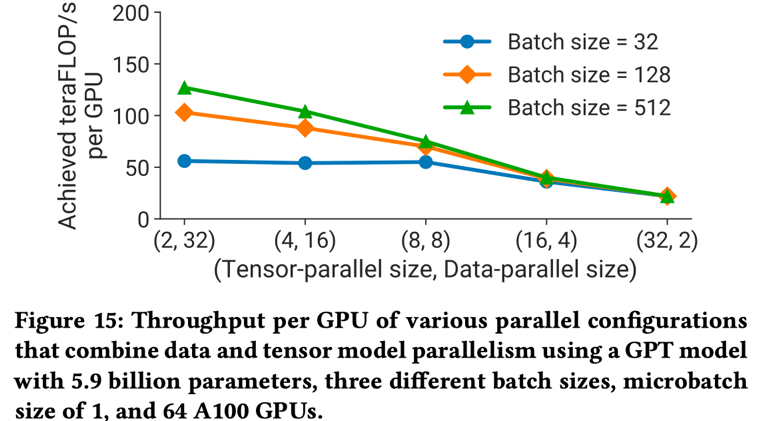 Achieved teraFLOP/s
per GPU
200
150
100
50
0
Batch size = 32
Batch size = 128
Batch size = 512
(2, 32)
(4, 16)
(8, 8)
(16, 4)
(32, 2)
(Tensor-parallel size, Data-parallel size)
Figure 15: Throughput per GPU of various parallel configurations
that combine data and tensor model parallelism using a GPT model
with 5.9 billion parameters, three different batch sizes, microbatch
size of 1, and 64 A100 GPUs.